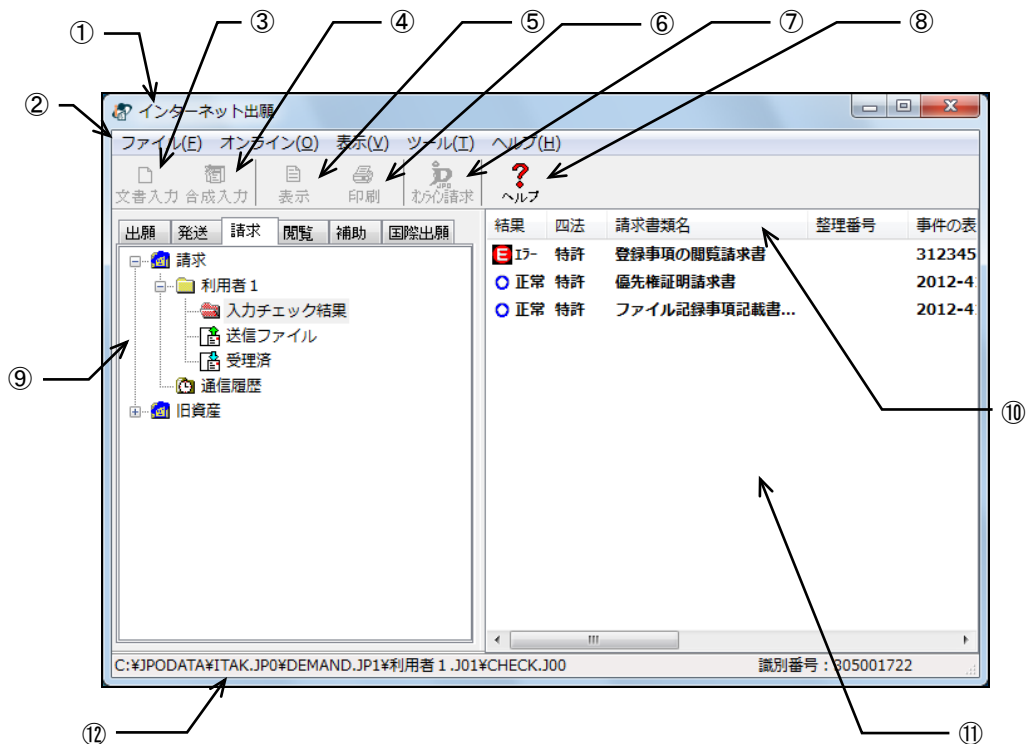 ① ③ ④ ⑤ ⑥ ⑦ ⑧
②
インターネット出願
ファイル(F) オンライン(O) 表示(V) ツール(T) ヘルプ(H)
文書入力 合成入力 表示 印刷 ｵﾝﾗｲﾝ請求 ヘルプ
出願 発送 請求 閲覧 補助 国際出願
請求
利用者1
入力チェック結果
送信ファイル
受理済
通信履歴
旧資産
⑨
結果 四法 請求書類名 整理番号 事件の表
E ｴﾗｰ 特許 登録事項の閲覧請求書 312345
正常 特許 優先権証明請求書 2012-4
正常 特許 ファイル記録事項記載書... 2012-4
⑩
C:¥JPODATA¥ITAK.JP0¥DEMAND.JP1¥利用者１.J01¥CHECK.J00 識別番号：305001722
⑫ ⑪